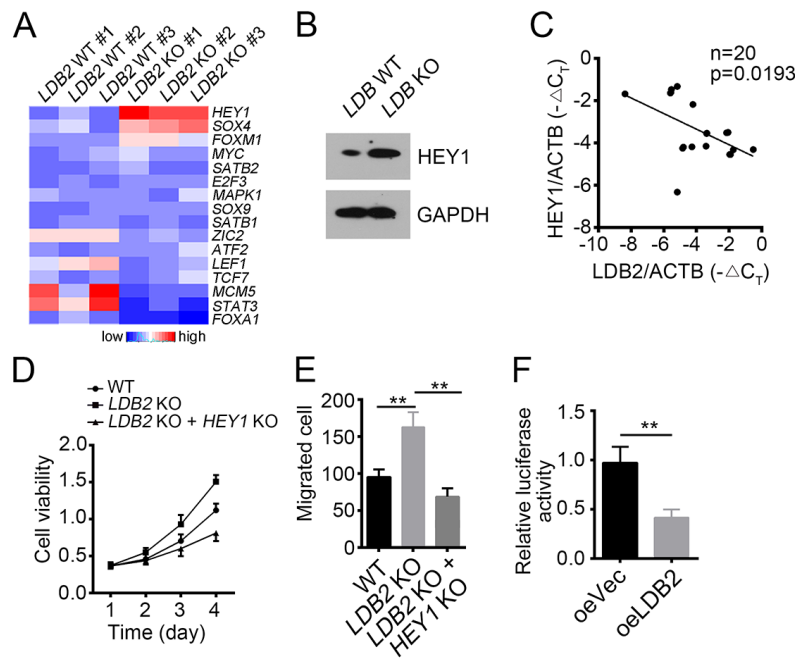 A
LDB2 WT #1
LDB2 WT #2
LDB2 WT #3
LDB2 KO #1
LDB2 KO #2
LDB2 KO #3
HEY1
SOX4
FOXM1
MYC
SATB2
E2F3
MAPK1
SOX9
SATB1
ZIC2
ATF2
LEF1
TCF7
MCM5
STAT3
FOXA1
low
high
B
LDB WT
LDB KO
HEY1
GAPDH
C
n=20
p=0.0193
HEY1/ACTB (-△CT)
0
-2
-4
-6
-8
-10
-8
-6
-4
-2
0
LDB2/ACTB (-△CT)
D
WT
LDB2 KO
LDB2 KO + HEY1 KO
Cell viability
2.0
1.5
1.0
0.5
0.0
1
2
3
4
Time (day)
E
Migrated cell
200
150
100
50
0
**
**
WT
LDB2 KO
LDB2 KO +
HEY1 KO
F
Relative luciferase
activity
1.5
1.0
0.5
0.0
**
oeVec
oeLDB2